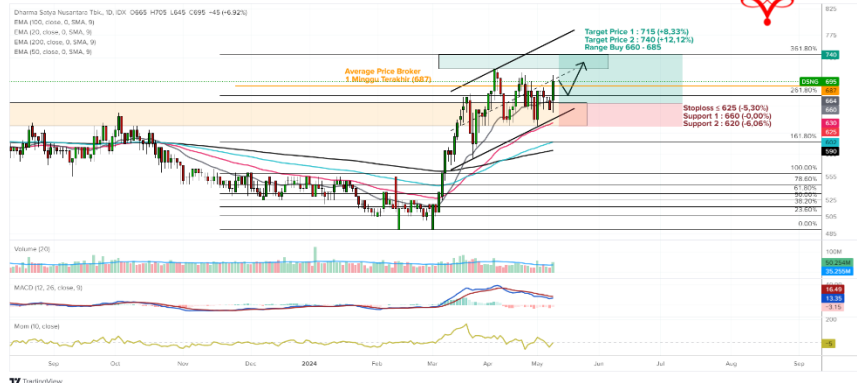 Dharma Satya Nusantara Tbk., 1D, IDX O665 H705 L645 C695 +45 (+6.92%)
EMA (100, close, 0, SMA, 9)
EMA (20, close, 0, SMA, 9)
EMA (200, close, 0, SMA, 9)
EMA (50, close, 0, SMA, 9)
Target Price 1 : 715 (+8,33%)
Target Price 2 : 740 (+12,12%)
Range Buy 660 - 685
Average Price Broker
1 Minggu Terakhir (687)
Stoploss ≤ 625 (-5,30%)
Support 1 : 660 (-0,00%)
Support 2 : 620 (-6,06%)
361.80%
261.80%
161.80%
100.00%
78.60%
61.80%
50.00%
38.20%
23.60%
0.00%
825
775
740
DSNG 695
687
664
660
630
625
602
590
555
525
505
485
Volume (20)
100M
50.254M
35.255M
MACD (12, 26, close, 9)
16.49
13.35
-3.15
Mom (10, close)
200
-5
Sep Oct Nov Dec 2024 Feb Mar Apr May Jun Jul Aug Sep
TradingView